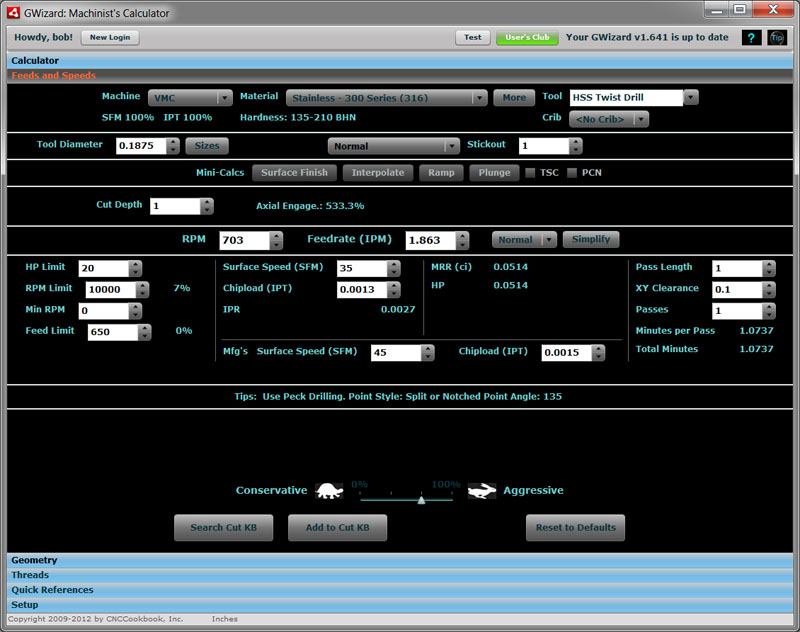 GWizard: Machinist's Calculator
Howdy, bob! New Login Test User's Club Your GWizard v1.641 is up to date ? Tip
Calculator
Feeds and Speeds
Machine VMC Material Stainless - 300 Series (316) More Tool HSS Twist Drill
SFM 100% IPT 100% Hardness: 135-210 BHN Crib <No Crib>
Tool Diameter 0.1875 Sizes Normal Stickout 1
Mini-Calcs Surface Finish Interpolate Ramp Plunge TSC PCN
Cut Depth 1 Axial Engage.: 533.3%
RPM 703 Feedrate (IPM) 1.863 Normal Simplify
HP Limit 20 Surface Speed (SFM) 35 MRR (ci) 0.0514 Pass Length 1
RPM Limit 10000 7% Chipload (IPT) 0.0013 HP 0.0514 XY Clearance 0.1
Min RPM 0 IPR 0.0027 Passes 1
Feed Limit 650 0% Minutes per Pass 1.0737
Mfg's Surface Speed (SFM) 45 Chipload (IPT) 0.0015 Total Minutes 1.0737
Tips: Use Peck Drilling. Point Style: Split or Notched Point Angle: 135
Conservative 0% 100% Aggressive
Search Cut KB Add to Cut KB Reset to Defaults
Geometry
Threads
Quick References
Setup
Copyright 2009-2012 by CNCCookbook, Inc. Inches